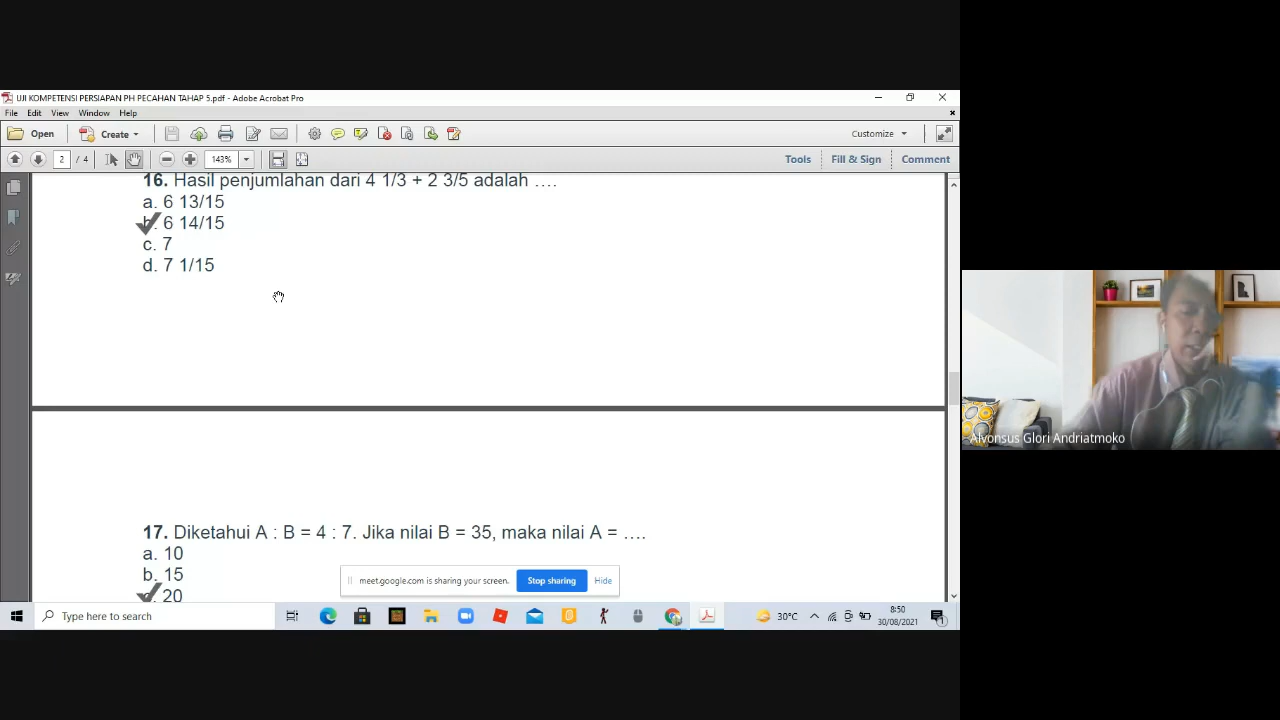 UJI KOMPETENSI PERSIAPAN PH PECAHAN TAHAP 5.pdf - Adobe Acrobat Pro
File Edit View Window Help
Open Create Customize
2 / 4 143% Tools Fill & Sign Comment
16. Hasil penjumlahan dari 4 1/3 + 2 3/5 adalah ….
a. 6 13/15
b. 6 14/15
c. 7
d. 7 1/15
Alvonsus Glori Andriatmoko
17. Diketahui A : B = 4 : 7. Jika nilai B = 35, maka nilai A = ….
a. 10
b. 15
20
meet.google.com is sharing your screen. Stop sharing Hide
Type here to search 30°C 8:50
30/08/2021